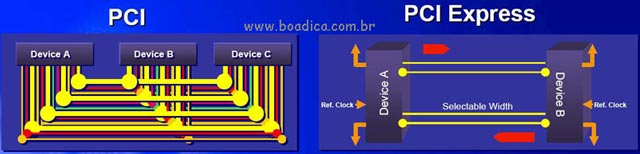 PCI
www.boadica.com.br
PCI Express
Device A
Device B
Device C
Device A
Device B
Ref. Clock
Selectable Width
Ref. Clock